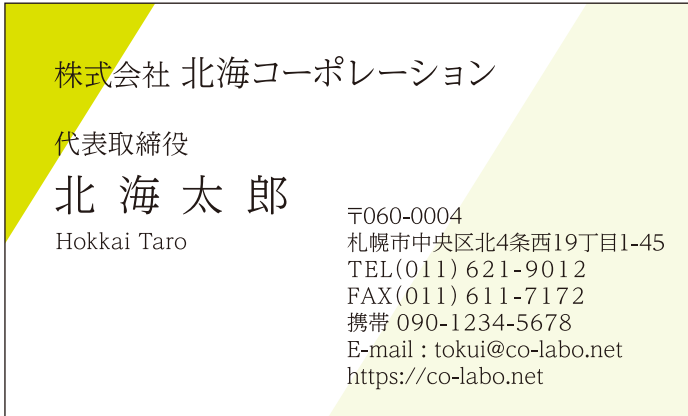 株式会社 北海コーポレーション
代表取締役
北海太郎
Hokkai Taro
〒060-0004
札幌市中央区北4条西19丁目1-45
TEL(011) 621-9012
FAX(011) 611-7172
携帯 090-1234-5678
E-mail : tokui@co-labo.net
https://co-labo.net